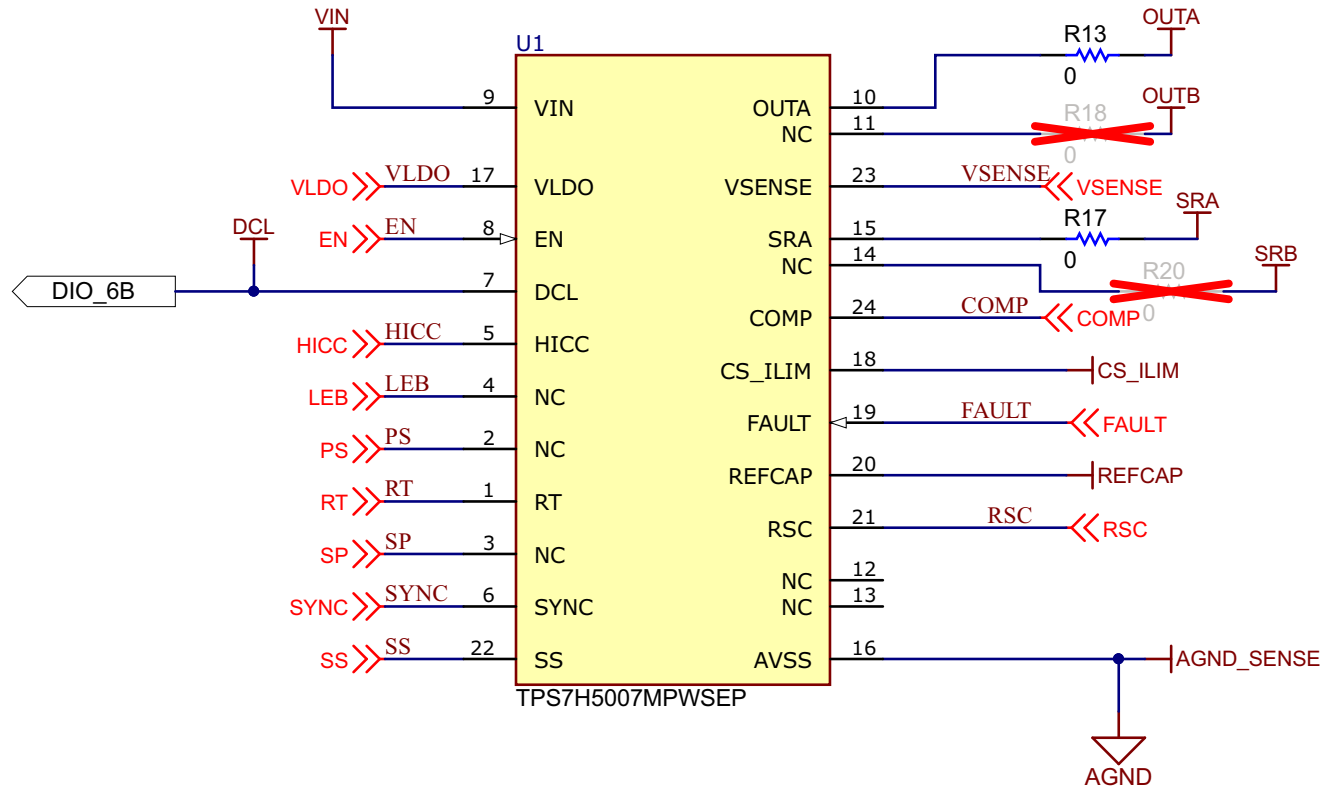 VIN
OUTA
U1
R13
0
9 VIN OUTA 10
OUTB
NC 11
R18
0
VLDO VLDO 17 VLDO VSENSE 23 VSENSE VSENSE
SRA
DCL
R17
EN EN 8 EN SRA 15
0
NC 14
SRB
R20
0
DIO_6B 7 DCL
COMP 24 COMP COMP
HICC HICC 5 HICC
CS_ILIM 18 CS_ILIM
LEB LEB 4 NC
FAULT 19 FAULT FAULT
PS PS 2 NC
REFCAP 20 REFCAP
RT RT 1 RT
RSC 21 RSC RSC
SP SP 3 NC
NC 12
SYNC SYNC 6 SYNC NC 13
SS SS 22 SS AVSS 16 AGND_SENSE
TPS7H5007MPWSEP
AGND